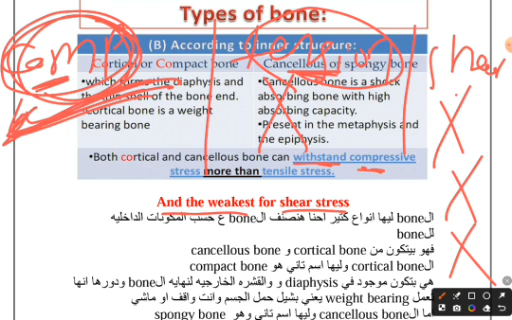 Types of bone:
(B) According to inner structure:
Cortical or Compact bone
•which forms the diaphysis and
the thin shell of the bone end.
Cortical bone is a weight
bearing bone
Cancellous or spongy bone
•Cancellous bone is a shock
absorbing bone with high
absorbing capacity.
•Present in the metaphysis and
the epiphysis.
•Both cortical and cancellous bone can withstand compressive
stress more than tensile stress.
And the weakest for shear stress
shear
الbone ليها انواع كتير احنا هنصنف الbone ع حسب المكونات الداخليه
للbone
فهو بيتكون من cortical bone و cancellous bone
الcortical bone وليها اسم تاني هو compact bone
هي بتكون موجود في diaphysis و والقشره الخارجيه لنهايه الbone ودورها انها
تعمل weight bearing يعني بشيل حمل الجسم وانت واقف او ماشي
اما الcancellous bone ليها اسم تاني وهو spongy bone